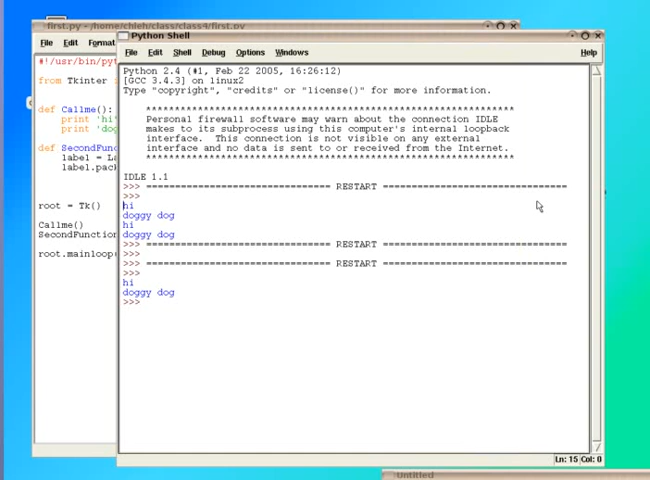 first.py - /home/chieh/class/class4/first.py
File Edit Format
#!/usr/bin/pyt
from Tkinter
def Callme():
print 'hi'
print 'dog
def SecondFunc
label = La
label.pack
root = Tk()
Callme()
SecondFunction
root.mainloop(
Python Shell
File Edit Shell Debug Options Windows Help
Python 2.4 (#1, Feb 22 2005, 16:26:12)
[GCC 3.4.3] on linux2
Type "copyright", "credits" or "license()" for more information.
****************************************************************
Personal firewall software may warn about the connection IDLE
makes to its subprocess using this computer's internal loopback
interface. This connection is not visible on any external
interface and no data is sent to or received from the Internet.
****************************************************************
IDLE 1.1
>>> ================================ RESTART ================================
>>>
hi
doggy dog
hi
doggy dog
>>> ================================ RESTART ================================
>>>
>>> ================================ RESTART ================================
>>>
hi
doggy dog
>>>
Ln: 15 Col: 0
Untitled